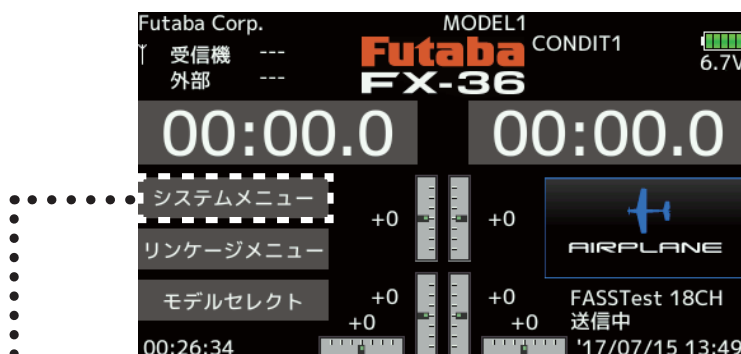 Futaba Corp.
MODEL1
受信機 ---
外部 ---
Futaba
FX-36
CONDIT1
6.7V
00:00.0
00:00.0
システムメニュー
リンケージメニュー
モデルセレクト
+0
+0
+0
+0
+0
+0
AIRPLANE
FASSTest 18CH
送信中
00:26:34
'17/07/15 13:49